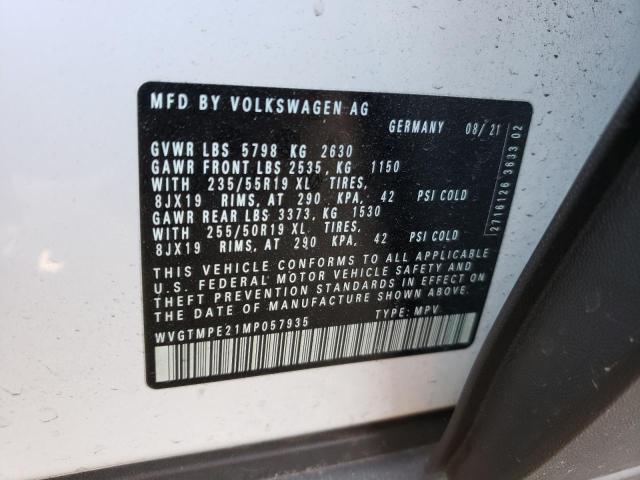 MFD BY VOLKSWAGEN AG
GERMANY 08/21
GVWR LBS 5798 KG 2630
GAWR FRONT LBS 2535, KG 1150
WITH 235/55R19 XL TIRES,
8JX19 RIMS, AT 290 KPA, 42 PSI COLD
GAWR REAR LBS 3373, KG 1530
WITH 255/50R19 XL TIRES,
8JX19 RIMS, AT 290 KPA, 42 PSI COLD
THIS VEHICLE CONFORMS TO ALL APPLICABLE
U.S. FEDERAL MOTOR VEHICLE SAFETY AND
THEFT PREVENTION STANDARDS IN EFFECT ON
THE DATE OF MANUFACTURE SHOWN ABOVE.
WVGTMPE21MP057935 TYPE: MPV
2716126 3633 02